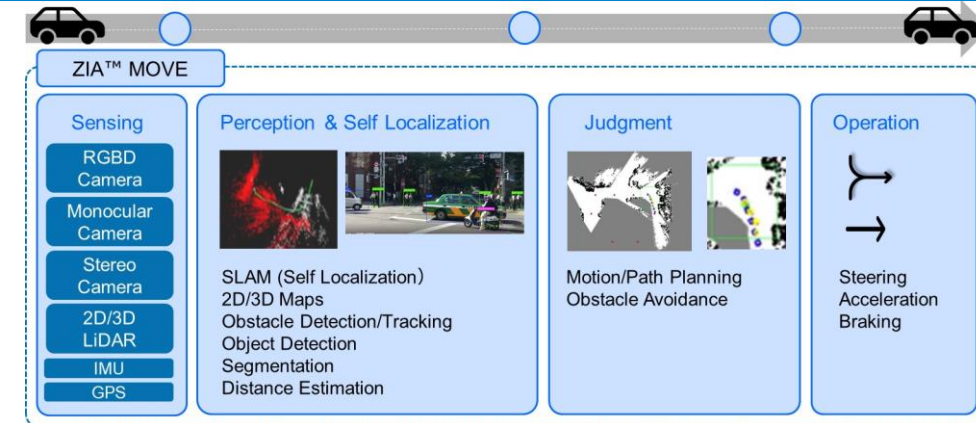 ZIA™ MOVE
Sensing
RGBD
Camera
Monocular
Camera
Stereo
Camera
2D/3D
LiDAR
IMU
GPS
Perception & Self Localization
SLAM (Self Localization）
2D/3D Maps
Obstacle Detection/Tracking
Object Detection
Segmentation
Distance Estimation
Judgment
Motion/Path Planning
Obstacle Avoidance
Operation
Steering
Acceleration
Braking